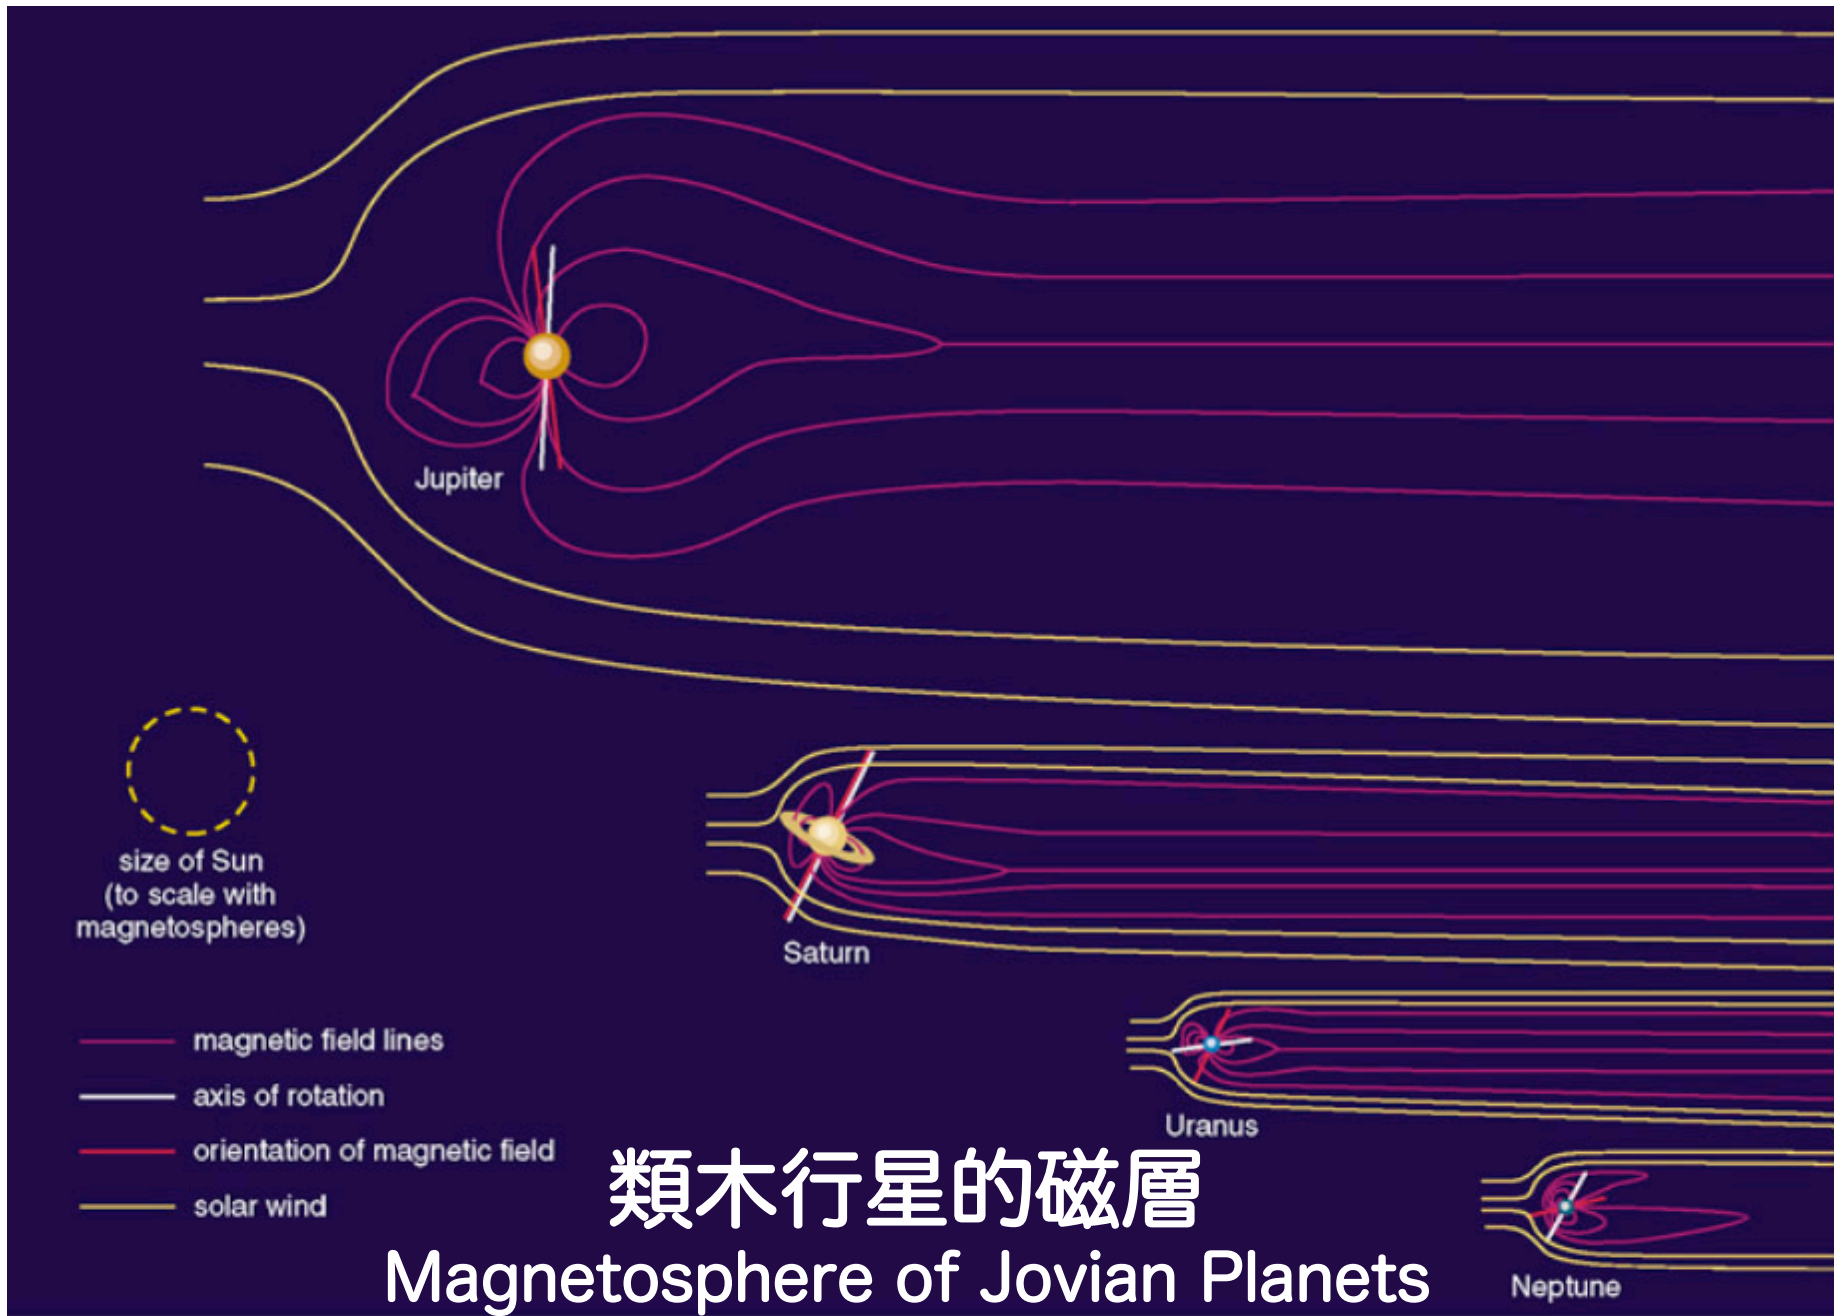 Jupiter
size of Sun
(to scale with
magnetospheres)
Saturn
magnetic field lines
axis of rotation
orientation of magnetic field
solar wind
Uranus
Neptune
類木行星的磁層
Magnetosphere of Jovian Planets